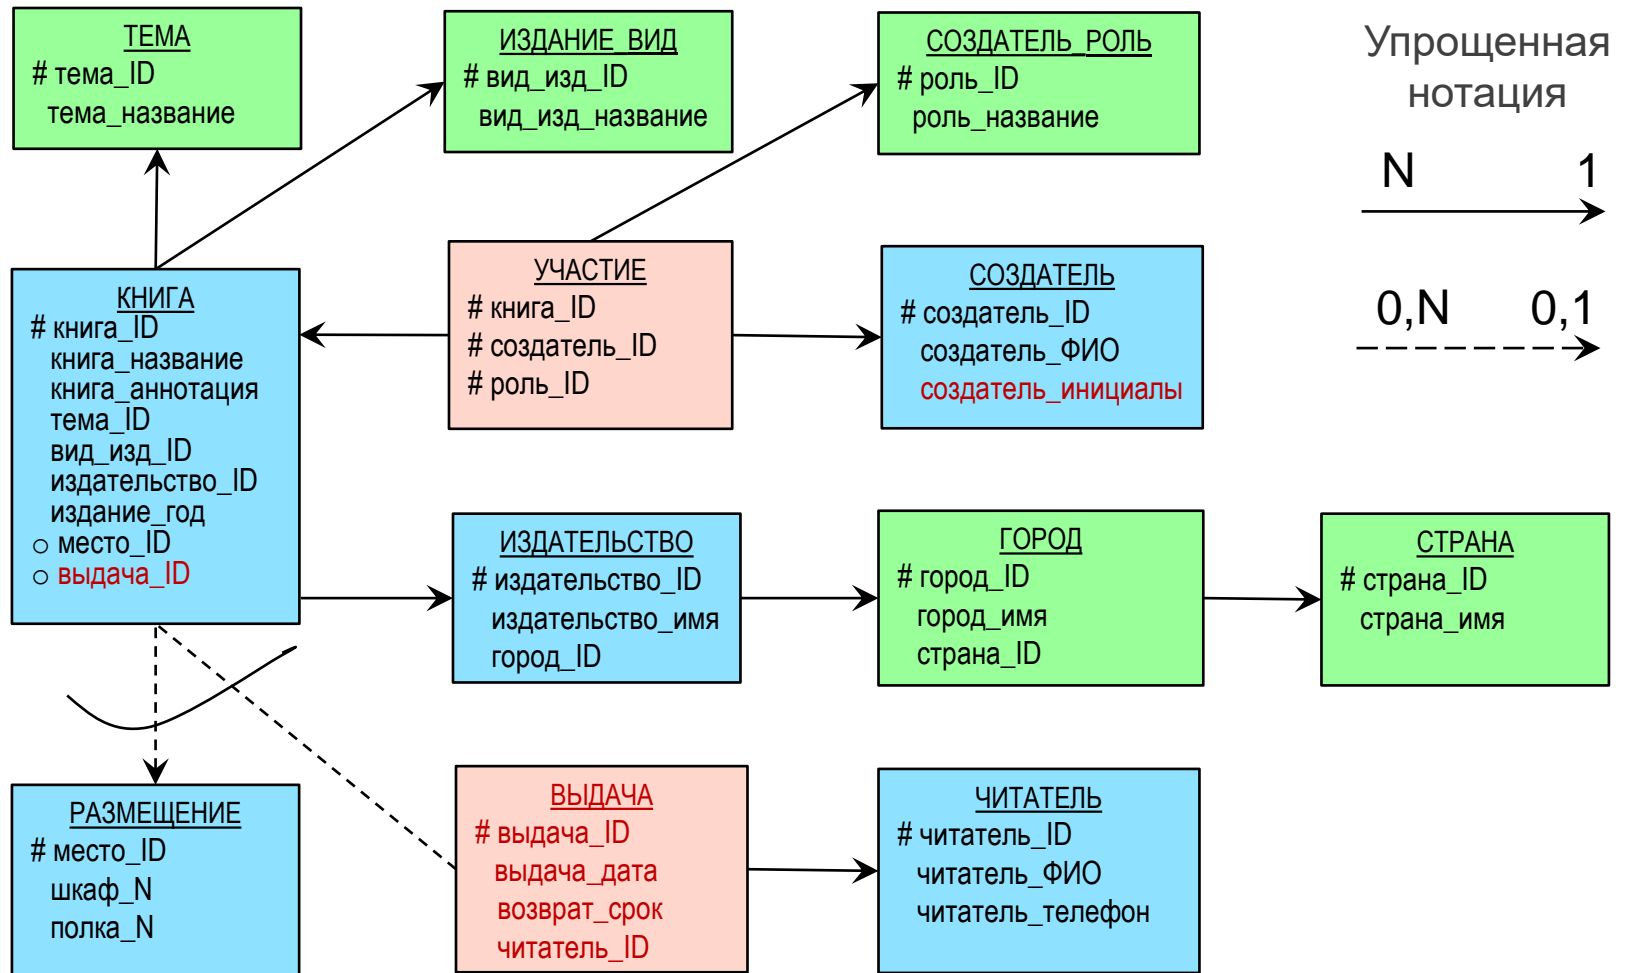 ТЕМА
# тема_ID
тема_название
ИЗДАНИЕ_ВИД
# вид_изд_ID
вид_изд_название
СОЗДАТЕЛЬ_РОЛЬ
# роль_ID
роль_название
Упрощенная
нотация
N 1
0,N 0,1
КНИГА
# книга_ID
книга_название
книга_аннотация
тема_ID
вид_изд_ID
издательство_ID
издание_год
○ место_ID
○ выдача_ID
УЧАСТИЕ
# книга_ID
# создатель_ID
# роль_ID
СОЗДАТЕЛЬ
# создатель_ID
создатель_ФИО
создатель_инициалы
ИЗДАТЕЛЬСТВО
# издательство_ID
издательство_имя
город_ID
ГОРОД
# город_ID
город_имя
страна_ID
СТРАНА
# страна_ID
страна_имя
РАЗМЕЩЕНИЕ
# место_ID
шкаф_N
полка_N
ВЫДАЧА
# выдача_ID
выдача_дата
возврат_срок
читатель_ID
ЧИТАТЕЛЬ
# читатель_ID
читатель_ФИО
читатель_телефон